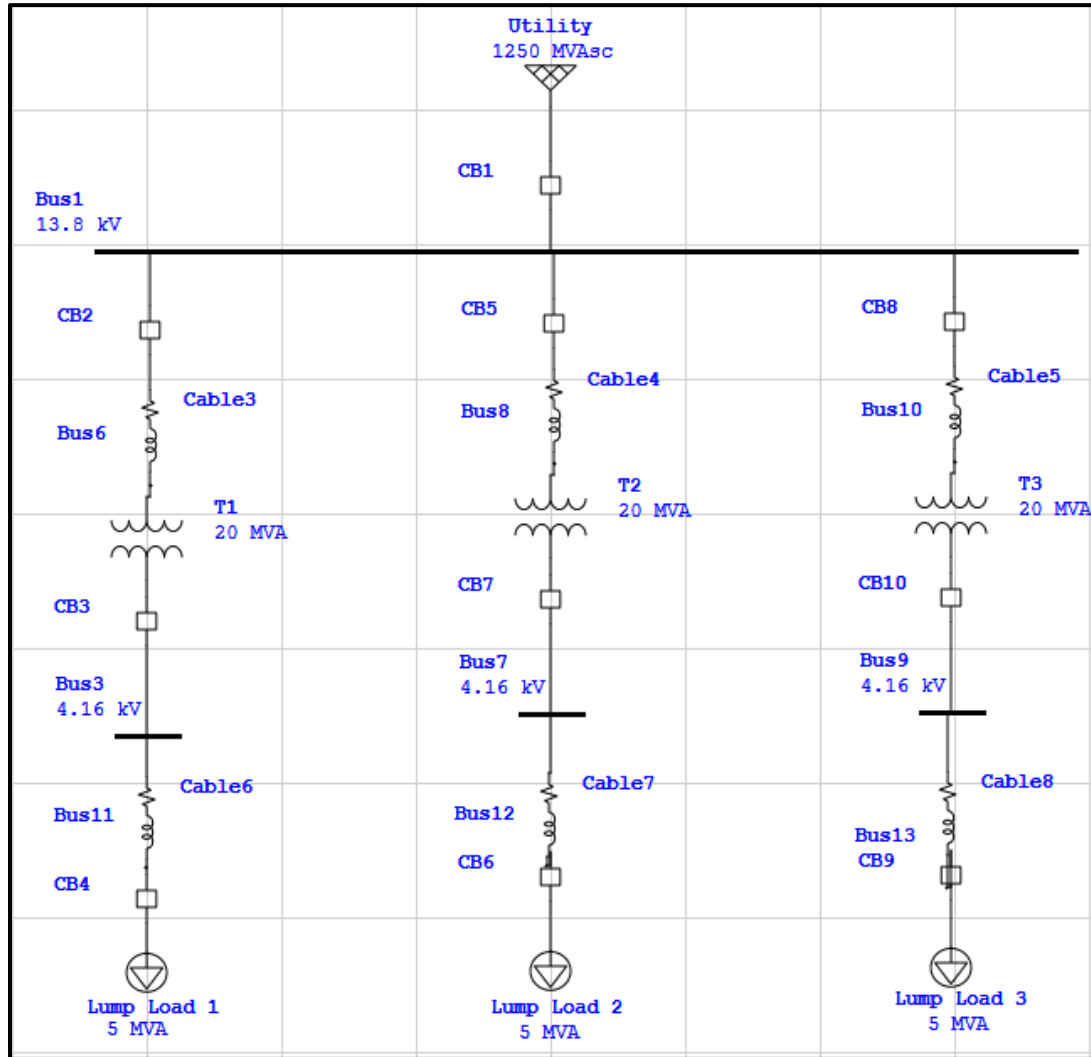 Utility
1250 MVAsc
CB1
Bus1
13.8 kV
CB2
CB5
CB8
Cable3
Cable4
Cable5
Bus6
Bus8
Bus10
T1
20 MVA
T2
20 MVA
T3
20 MVA
CB3
CB7
CB10
Bus3
4.16 kV
Bus7
4.16 kV
Bus9
4.16 kV
Cable6
Cable7
Cable8
Bus11
Bus12
Bus13
CB4
CB6
CB9
Lump Load 1
5 MVA
Lump Load 2
5 MVA
Lump Load 3
5 MVA